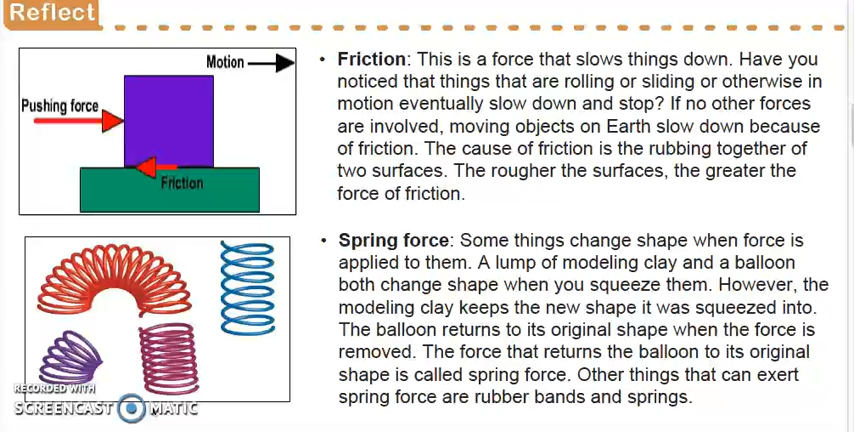 Reflect
Motion
Pushing force
Friction
• Friction: This is a force that slows things down. Have you
noticed that things that are rolling or sliding or otherwise in
motion eventually slow down and stop? If no other forces
are involved, moving objects on Earth slow down because
of friction. The cause of friction is the rubbing together of
two surfaces. The rougher the surfaces, the greater the
force of friction.
• Spring force: Some things change shape when force is
applied to them. A lump of modeling clay and a balloon
both change shape when you squeeze them. However, the
modeling clay keeps the new shape it was squeezed into.
The balloon returns to its original shape when the force is
removed. The force that returns the balloon to its original
shape is called spring force. Other things that can exert
spring force are rubber bands and springs.
RECORDED WITH
SCREENCAST MATIC